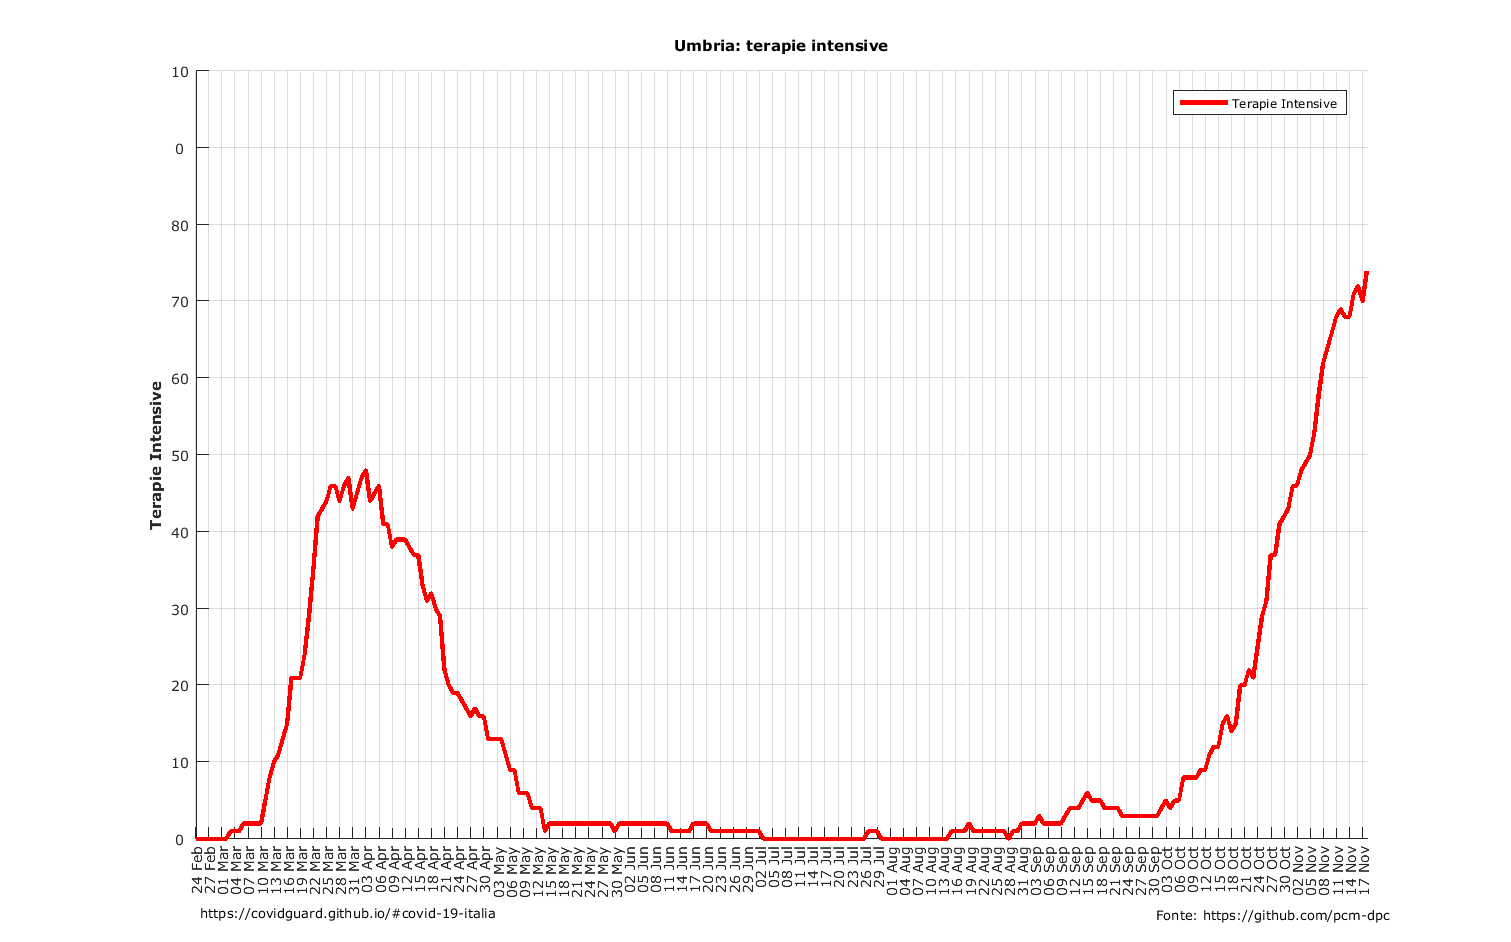 Umbria: terapie intensive
10
0
80
70
60
50
40
30
20
10
0
Terapie Intensive
Terapie Intensive
24 Feb
27 Feb
01 Mar
04 Mar
07 Mar
10 Mar
13 Mar
16 Mar
19 Mar
22 Mar
25 Mar
28 Mar
31 Mar
03 Apr
06 Apr
09 Apr
12 Apr
15 Apr
18 Apr
21 Apr
24 Apr
27 Apr
30 Apr
03 May
06 May
09 May
12 May
15 May
18 May
21 May
24 May
27 May
30 May
02 Jun
05 Jun
08 Jun
11 Jun
14 Jun
17 Jun
20 Jun
23 Jun
26 Jun
29 Jun
02 Jul
05 Jul
08 Jul
11 Jul
14 Jul
17 Jul
20 Jul
23 Jul
26 Jul
29 Jul
01 Aug
04 Aug
07 Aug
10 Aug
13 Aug
16 Aug
19 Aug
22 Aug
25 Aug
28 Aug
31 Aug
03 Sep
06 Sep
09 Sep
12 Sep
15 Sep
18 Sep
21 Sep
24 Sep
27 Sep
30 Sep
03 Oct
06 Oct
09 Oct
12 Oct
15 Oct
18 Oct
21 Oct
24 Oct
27 Oct
30 Oct
02 Nov
05 Nov
08 Nov
11 Nov
14 Nov
17 Nov
https://covidguard.github.io/#covid-19-italia
Fonte: https://github.com/pcm-dpc